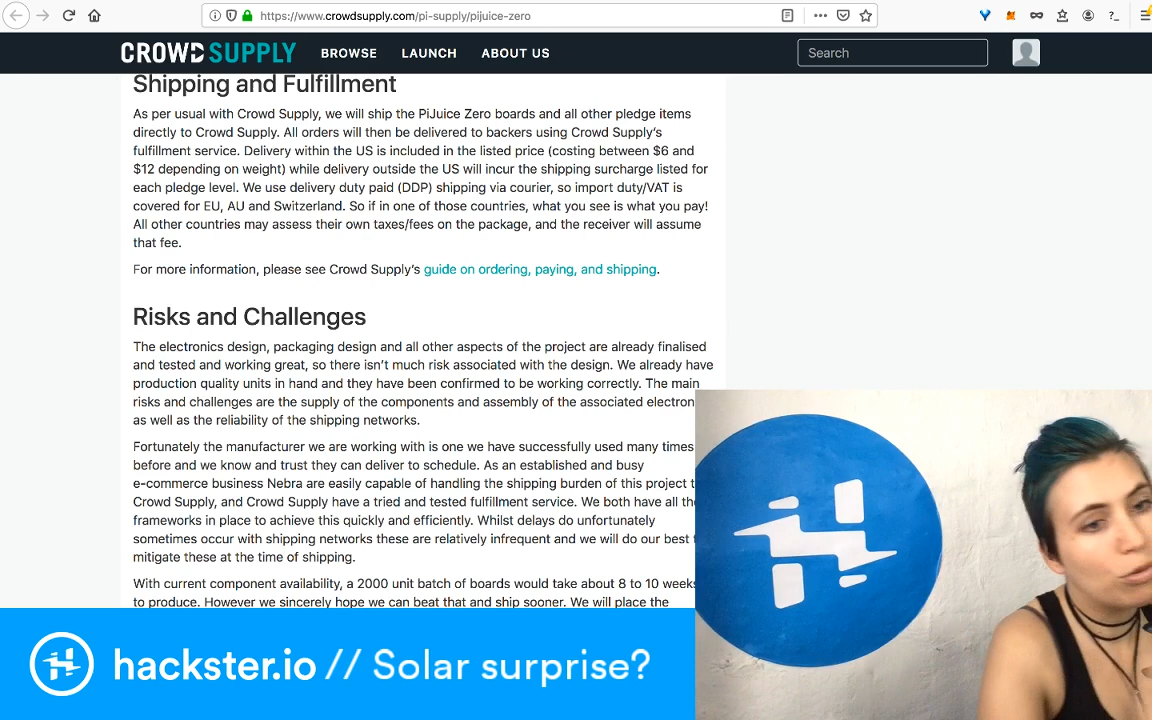 https://www.crowdsupply.com/pi-supply/pijuice-zero
CROWD SUPPLY BROWSE LAUNCH ABOUT US Search
Shipping and Fulfillment
As per usual with Crowd Supply, we will ship the PiJuice Zero boards and all other pledge items
directly to Crowd Supply. All orders will then be delivered to backers using Crowd Supply's
fulfillment service. Delivery within the US is included in the listed price (costing between $6 and
$12 depending on weight) while delivery outside the US will incur the shipping surcharge listed for
each pledge level. We use delivery duty paid (DDP) shipping via courier, so import duty/VAT is
covered for EU, AU and Switzerland. So if in one of those countries, what you see is what you pay!
All other countries may assess their own taxes/fees on the package, and the receiver will assume
that fee.
For more information, please see Crowd Supply's guide on ordering, paying, and shipping.
Risks and Challenges
The electronics design, packaging design and all other aspects of the project are already finalised
and tested and working great, so there isn't much risk associated with the design. We already have
production quality units in hand and they have been confirmed to be working correctly. The main
risks and challenges are the supply of the components and assembly of the associated electron
as well as the reliability of the shipping networks.
Fortunately the manufacturer we are working with is one we have successfully used many times
before and we know and trust they can deliver to schedule. As an established and busy
e-commerce business Nebra are easily capable of handling the shipping burden of this project t
Crowd Supply, and Crowd Supply have a tried and tested fulfillment service. We both have all the
frameworks in place to achieve this quickly and efficiently. Whilst delays do unfortunately
sometimes occur with shipping networks these are relatively infrequent and we will do our best t
mitigate these at the time of shipping.
With current component availability, a 2000 unit batch of boards would take about 8 to 10 weeks
to produce. However we sincerely hope we can beat that and ship sooner. We will place the
hackster.io // Solar surprise?